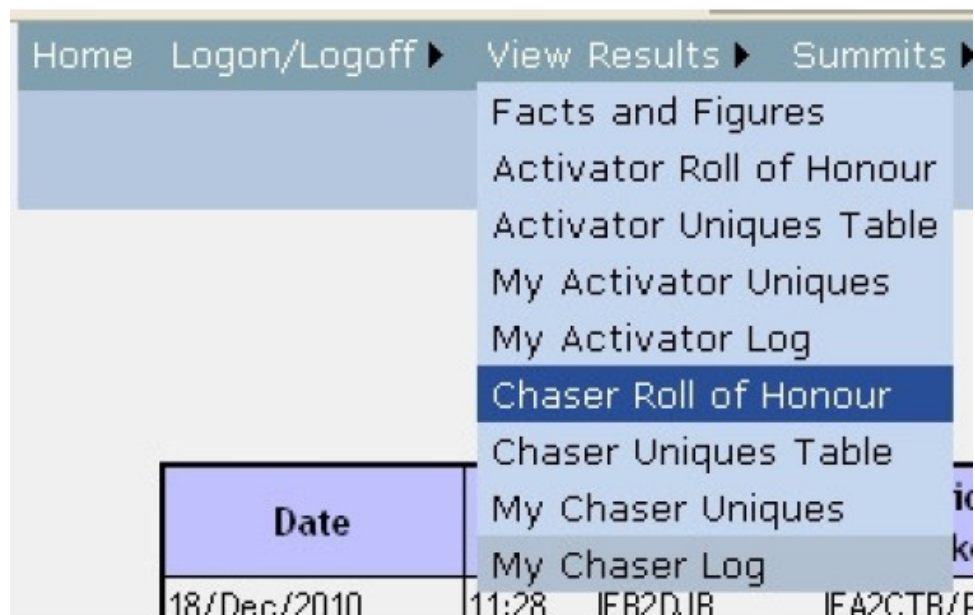 Home Logon/Logoff View Results Summits
Facts and Figures
Activator Roll of Honour
Activator Uniques Table
My Activator Uniques
My Activator Log
Chaser Roll of Honour
Chaser Uniques Table
My Chaser Uniques
My Chaser Log
Date
18/Dec/2010 11:28